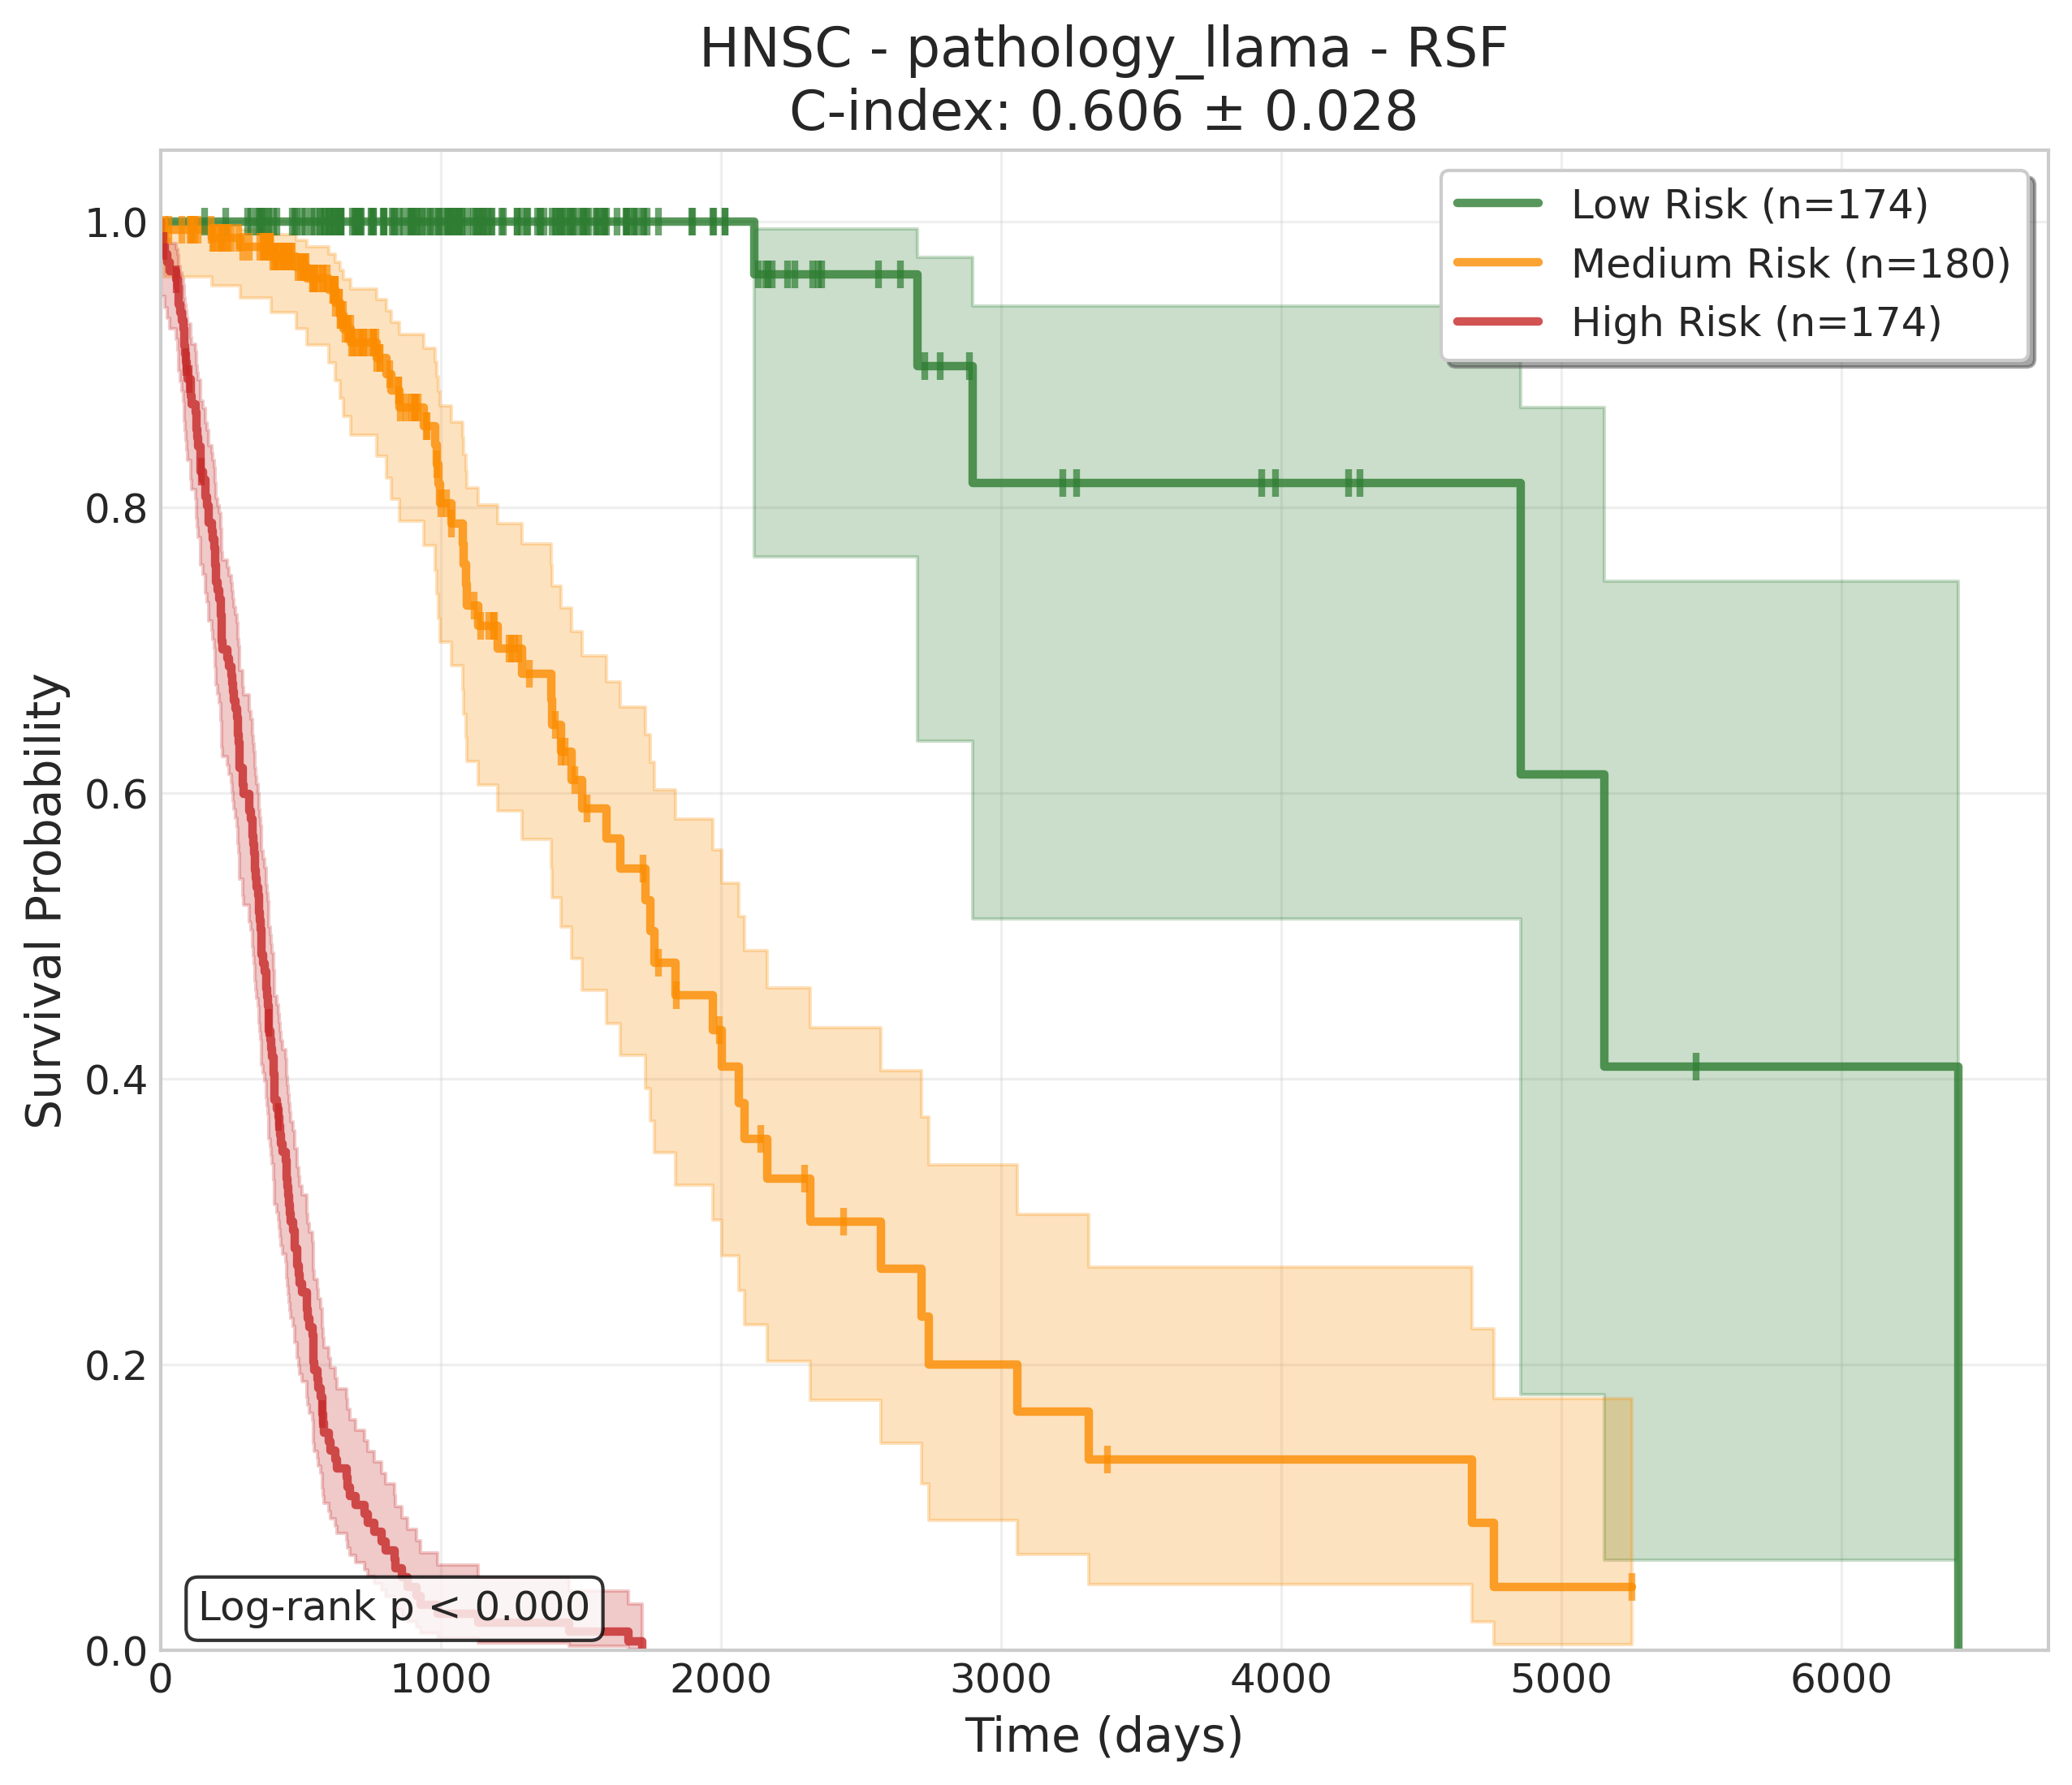 HNSC - pathology_llama - RSF
C-index: 0.606 ± 0.028
Low Risk (n=174)
Medium Risk (n=180)
High Risk (n=174)
Survival Probability
1.0
0.8
0.6
0.4
0.2
0.0
Log-rank p < 0.000
0 1000 2000 3000 4000 5000 6000
Time (days)